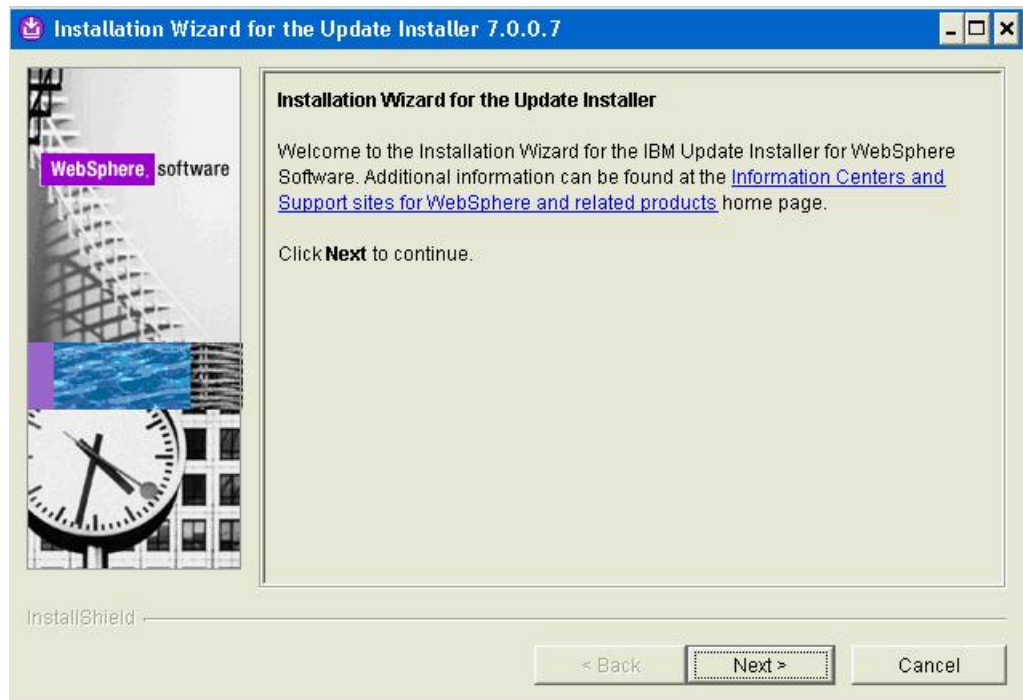 Installation Wizard for the Update Installer 7.0.0.7
WebSphere. software
Installation Wizard for the Update Installer
Welcome to the Installation Wizard for the IBM Update Installer for WebSphere
Software. Additional information can be found at the Information Centers and
Support sites for WebSphere and related products home page.
Click Next to continue.
InstallShield
< Back
Next >
Cancel